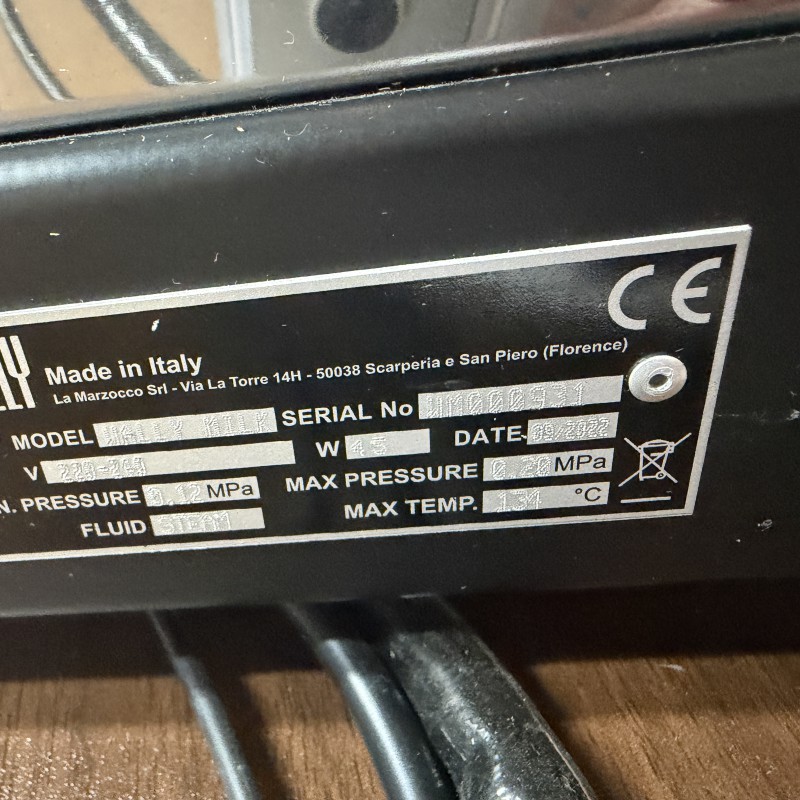 LLY
Made in Italy
La Marzocco Srl - Via La Torre 14H - 50038 Scarperia e San Piero (Florence)
CE
MODEL WALLY MILK SERIAL No WM000931
V 220-240 W 45 DATE 09/2022
N. PRESSURE 0.12 MPa MAX PRESSURE 0.20 MPa
FLUID STEAM MAX TEMP. 134 °C